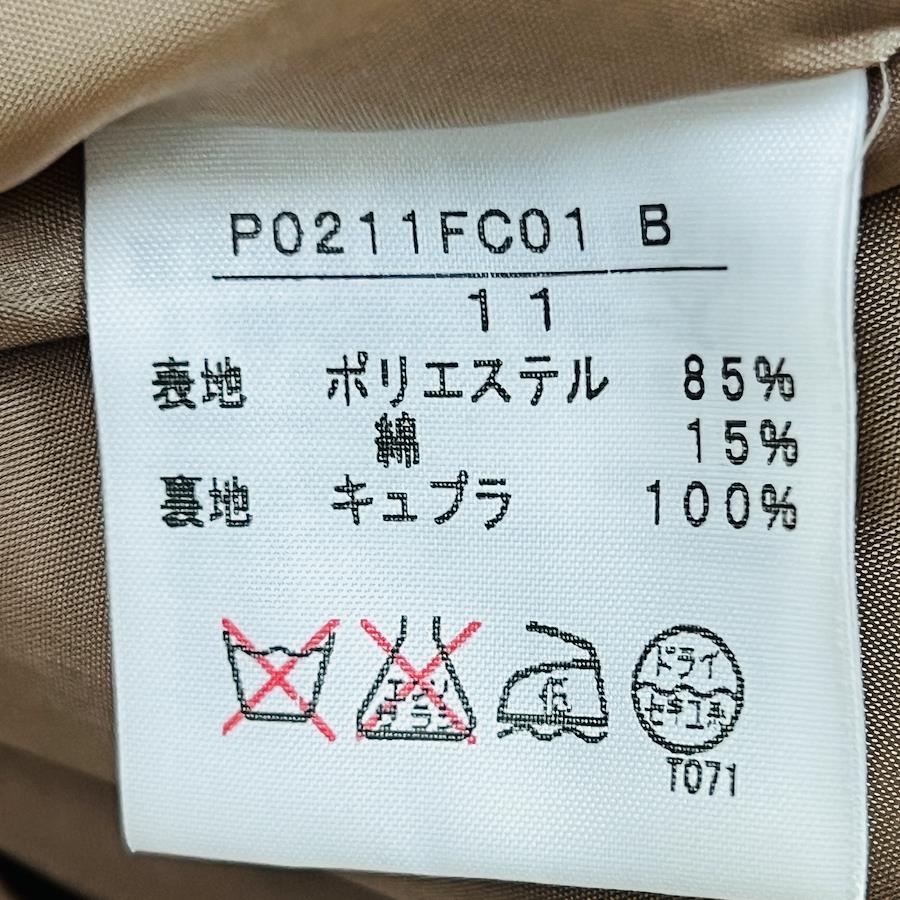 P0211FC01 B
11
表地 ポリエステル 85%
綿 15%
裏地 キュプラ 100%
エンソ
サラシ
低
ドライ
セキユ系
T071